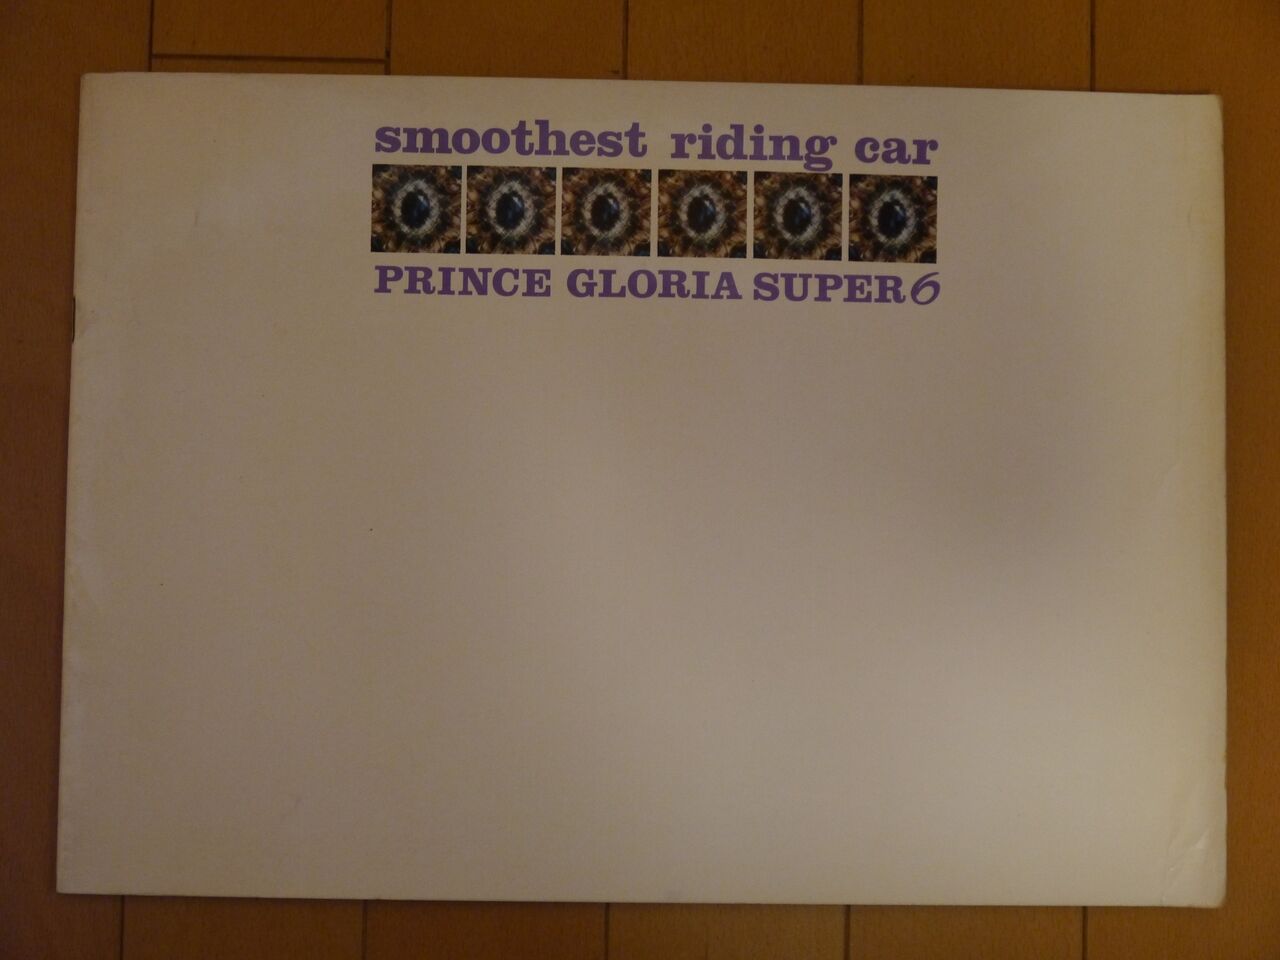 smoothest riding car
PRINCE GLORIA SUPER6